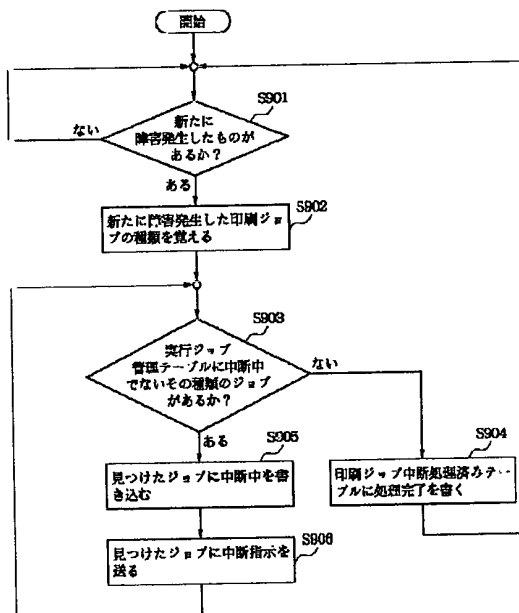 開始
S901
新たに
障害発生したものが
あるか？
ない
ある
S902
新たに障害発生した印刷ジョ
ブの種類を覚える
S903
実行ジョブ
管理テーブルに中断中
でないその種類のジョブ
があるか？
ない
ある
S905
見つけたジョブに中断中を書
き込む
S904
印刷ジョブ中断処理済みテー
ブルに処理完了を書く
S906
見つけたジョブに中断指示を
送る